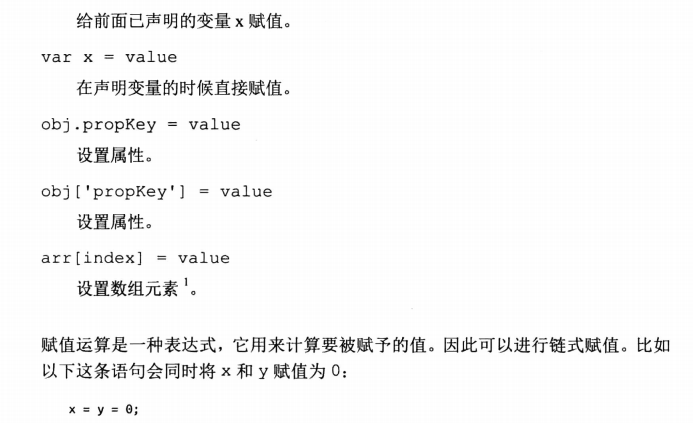 给前面已声明的变量 x 赋值。
var x = value
在声明变量的时候直接赋值。
obj.propKey = value
设置属性。
obj['propKey'] = value
设置属性。
arr[index] = value
设置数组元素¹。
赋值运算是一种表达式，它用来计算要被赋予的值。因此可以进行链式赋值。比如
以下这条语句会同时将 x 和 y 赋值为 0：
x = y = 0;